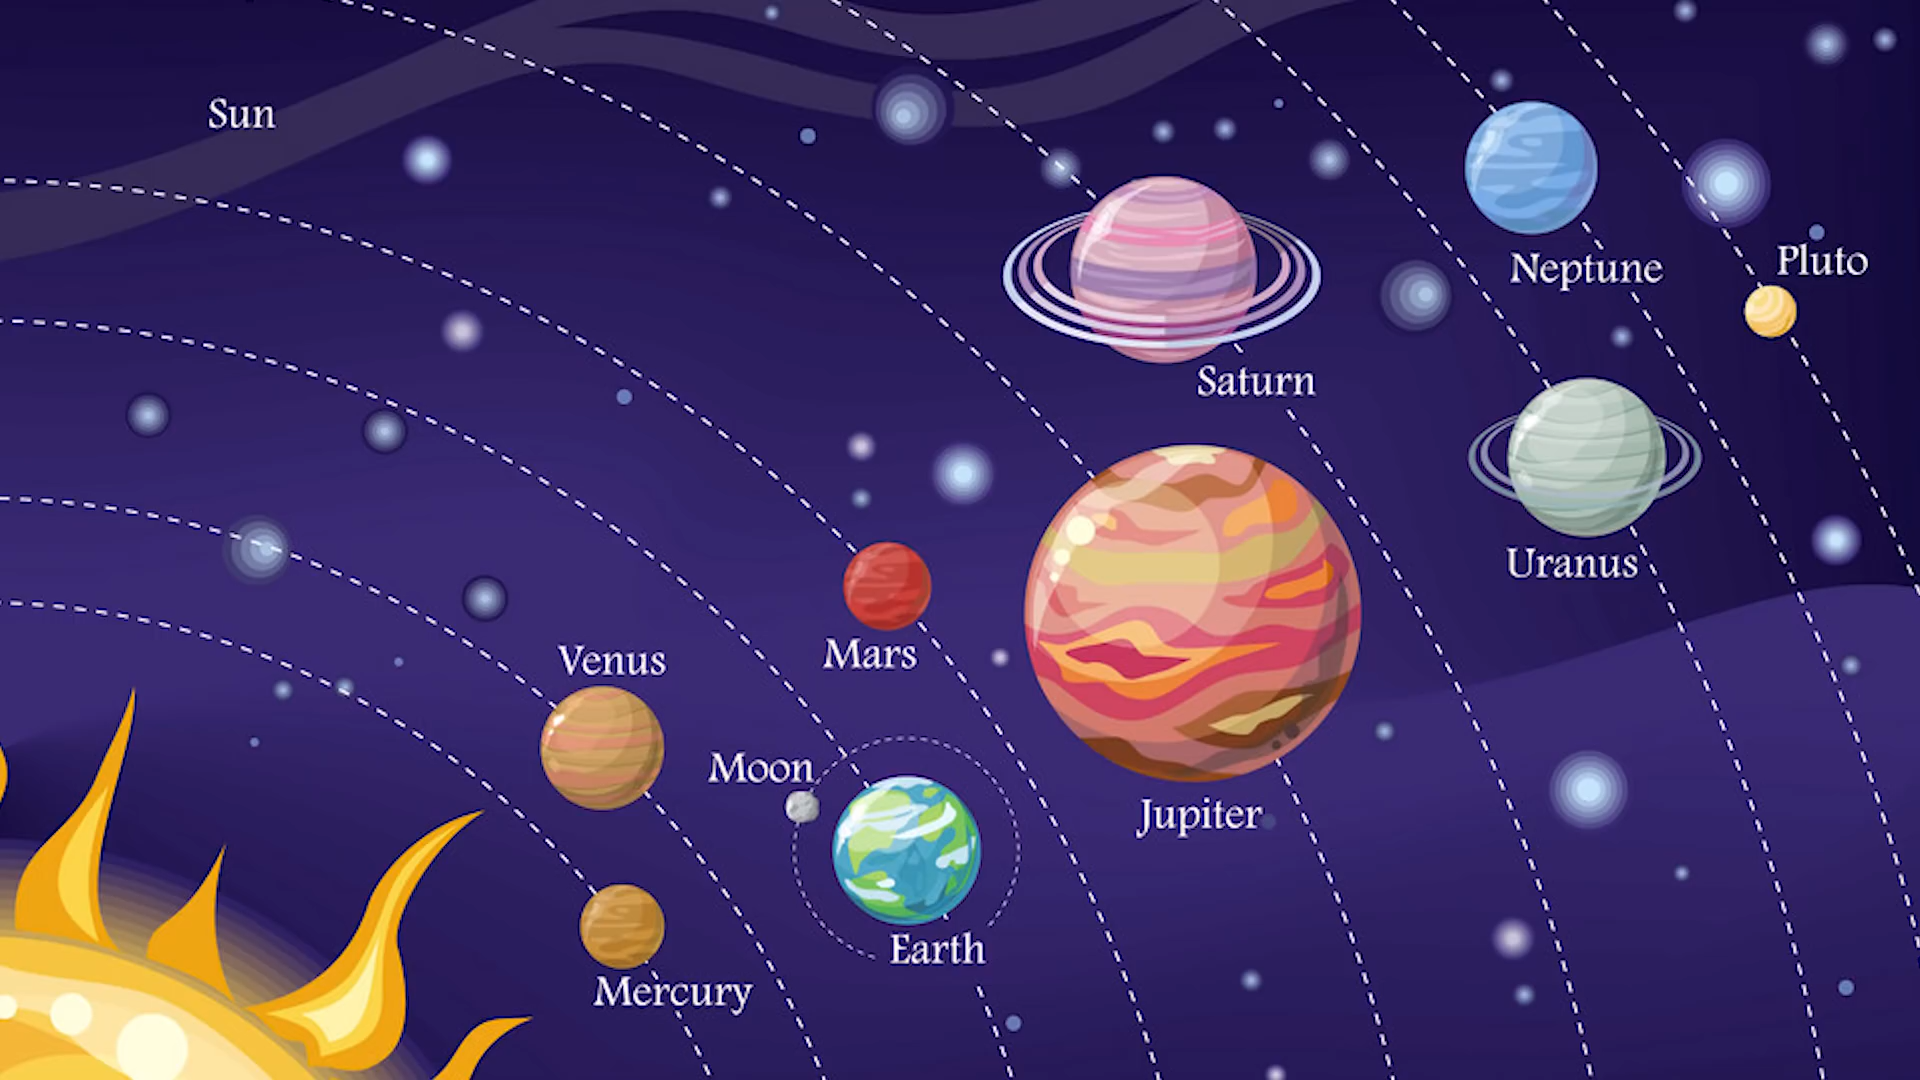 Sun
Neptune
Pluto
Saturn
Uranus
Venus
Mars
Moon
Jupiter
Earth
Mercury